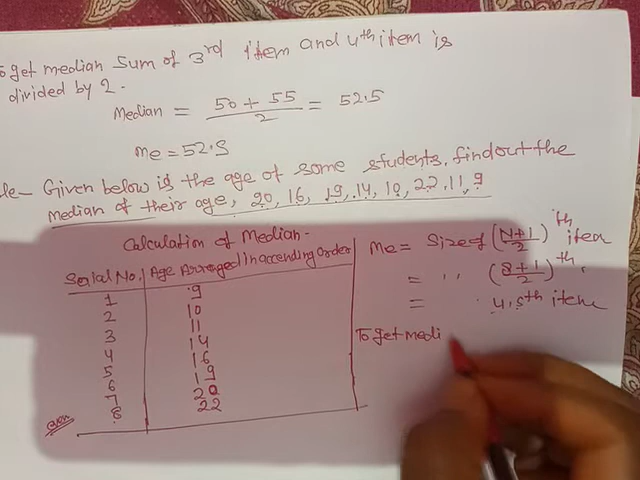 to get median Sum of 3rd item and 4th item is
divided by 2.
Median = 50 + 55 / 2 = 52.5
Me = 52.5
le- Given below is the age of some students. find out the
median of their age, 20, 16, 19, 14, 10, 22, 11, 9
Calculation of Median-
Serial No. Age Arranged in accending order
1 9
2 10
3 11
4 14
5 16
6 19
7 20
8 22
Me = Size of (N+1/2)th item
= '' (8+1/2)th,
= 4.5th item
To get medi